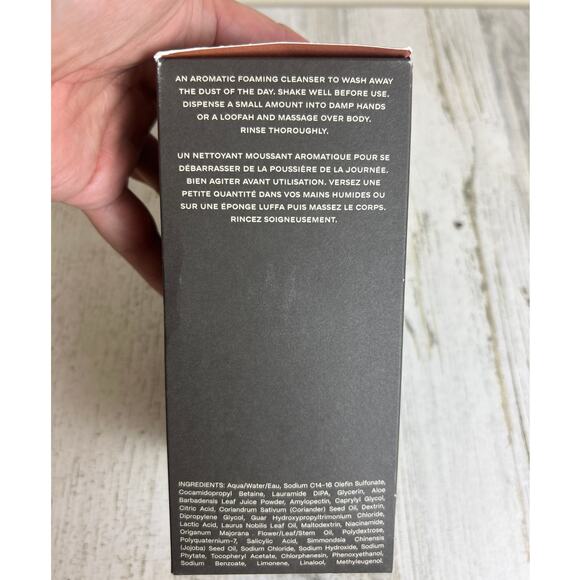 AN AROMATIC FOAMING CLEANSER TO WASH AWAY
THE DUST OF THE DAY. SHAKE WELL BEFORE USE.
DISPENSE A SMALL AMOUNT INTO DAMP HANDS
OR A LOOFAH AND MASSAGE OVER BODY.
RINSE THOROUGHLY.
UN NETTOYANT MOUSSANT AROMATIQUE POUR SE
DÉBARRASSER DE LA POUSSIÈRE DE LA JOURNÉE.
BIEN AGITER AVANT UTILISATION. VERSEZ UNE
PETITE QUANTITÉ DANS VOS MAINS HUMIDES OU
SUR UNE ÉPONGE LUFFA PUIS MASSEZ LE CORPS.
RINCEZ SOIGNEUSEMENT.
INGREDIENTS: Aqua/Water/Eau, Sodium C14-16 Olefin Sulfonate,
Cocamidopropyl Betaine, Lauramide DIPA, Glycerin, Aloe
Barbadensis Leaf Juice Powder, Amylopectin, Caprylyl Glycol,
Citric Acid, Coriandrum Sativum (Coriander) Seed Oil, Dextrin,
Dipropylene Glycol, Guar Hydroxypropyltrimonium Chloride,
Lactic Acid, Laurus Nobilis Leaf Oil, Maltodextrin, Niacinamide,
Origanum Majorana Flower/Leaf/Stem Oil, Polydextrose,
Polyquaternium-7, Salicylic Acid, Simmondsia Chinensis
(Jojoba) Seed Oil, Sodium Chloride, Sodium Hydroxide, Sodium
Phytate, Tocopheryl Acetate, Chlorphenesin, Phenoxyethanol,
Sodium Benzoate, Limonene, Linalool, Methyleugenol.